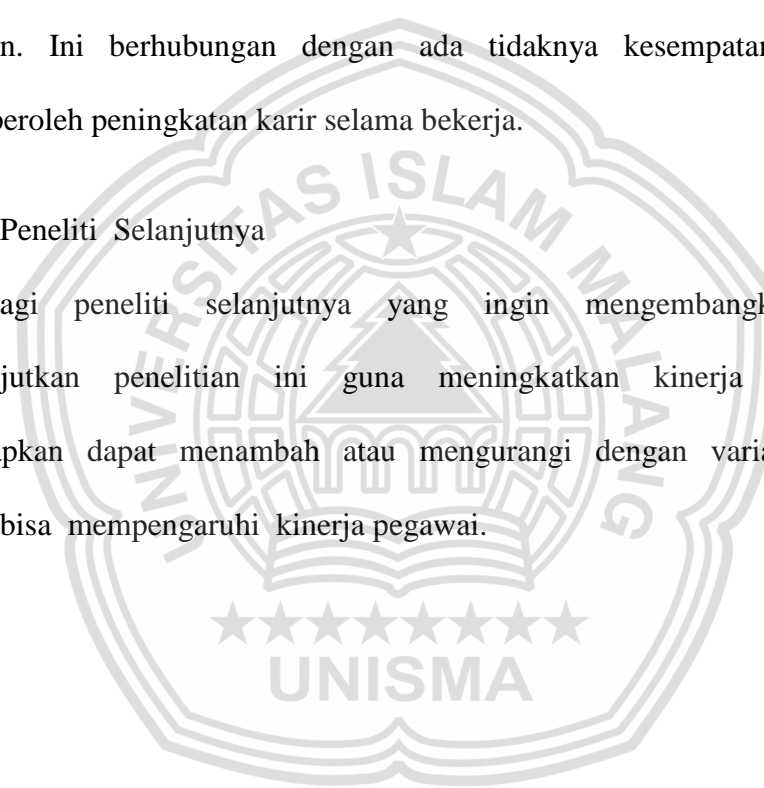 n. Ini berhubungan dengan ada tidaknya kesempatan
peroleh peningkatan karir selama bekerja.
Peneliti Selanjutnya
agi peneliti selanjutnya yang ingin mengembangk
jutkan penelitian ini guna meningkatkan kinerja
apkan dapat menambah atau mengurangi dengan varia
bisa mempengaruhi kinerja pegawai.
UNIVERSITAS ISLAM MALANG
UNISMA